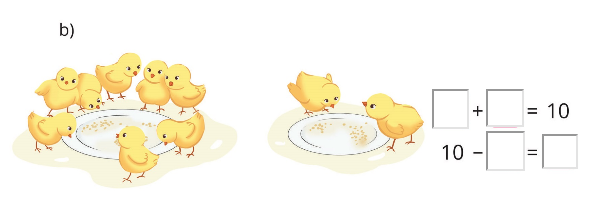 b)
+ = 10
10 - =